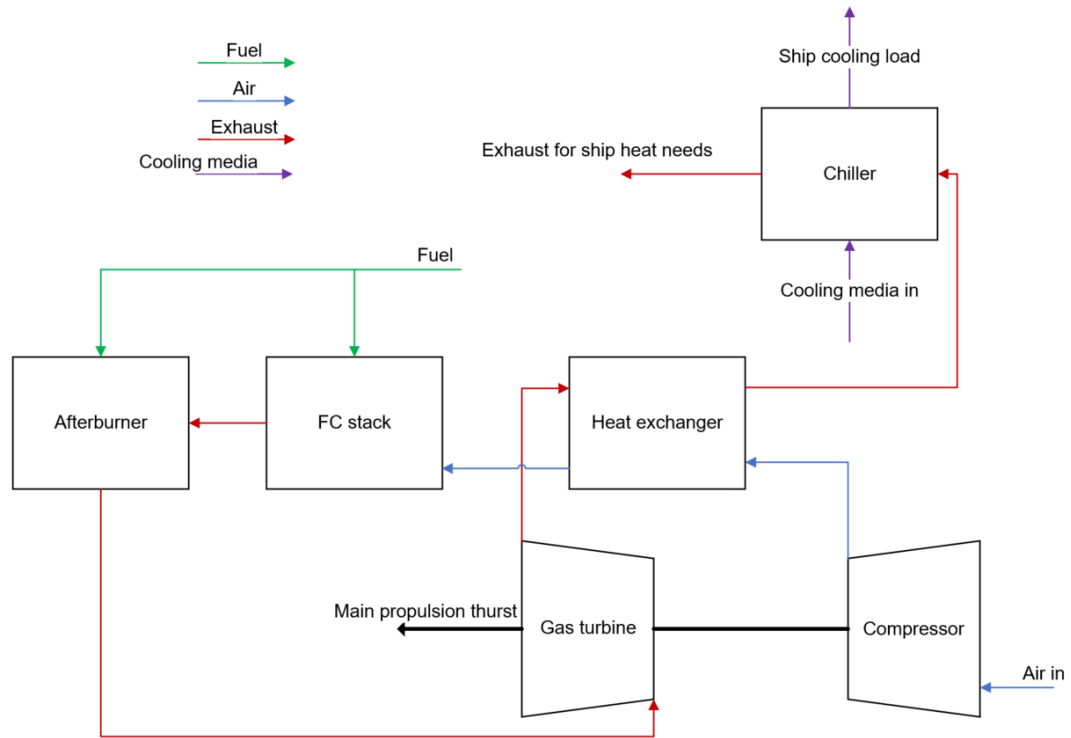 Fuel
Air
Exhaust
Cooling media
Ship cooling load
Exhaust for ship heat needs
Chiller
Fuel
Cooling media in
Afterburner
FC stack
Heat exchanger
Main propulsion thurst
Gas turbine
Compressor
Air in